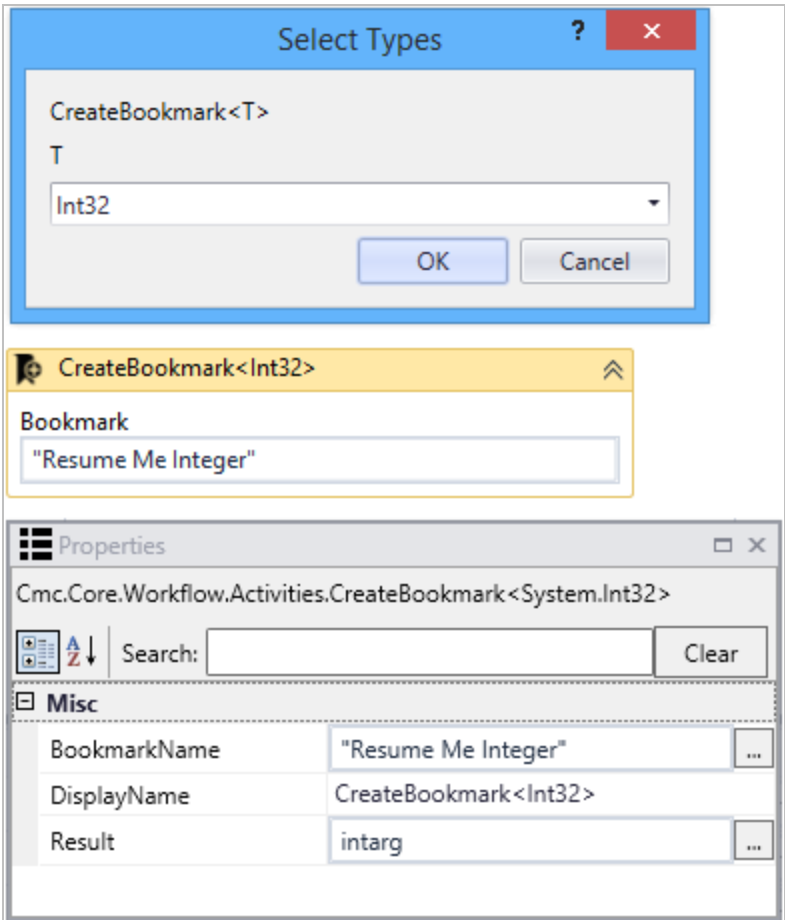 Select Types
?
×
CreateBookmark<T>
T
Int32
OK
Cancel
CreateBookmark<Int32>
Bookmark
"Resume Me Integer"
Properties
Cmc.Core.Workflow.Activities.CreateBookmark<System.Int32>
A
Z
Search:
Clear
Misc
BookmarkName "Resume Me Integer" ...
DisplayName CreateBookmark<Int32>
Result intarg ...